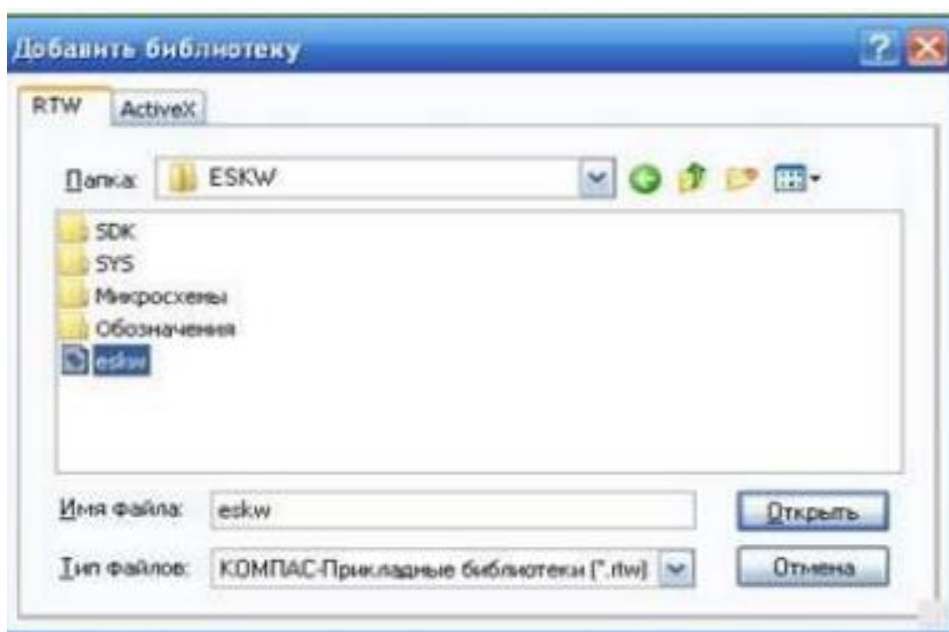 Добавить библиотеку
RTW ActiveX
Папка: ESKW
SDK
SYS
Микросхемы
Обозначения
eskw
Имя файла: eskw Открыть
Тип файлов: КОМПАС-Прикладные библиотеки (*.rtw) Отмена